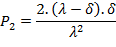 P₂ = 2. (λ − δ). δ / λ²